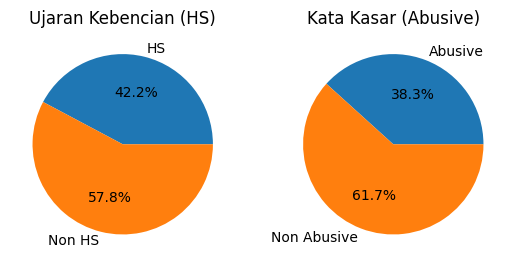 Ujaran Kebencian (HS)
HS
42.2%
57.8%
Non HS
Kata Kasar (Abusive)
Abusive
38.3%
61.7%
Non Abusive